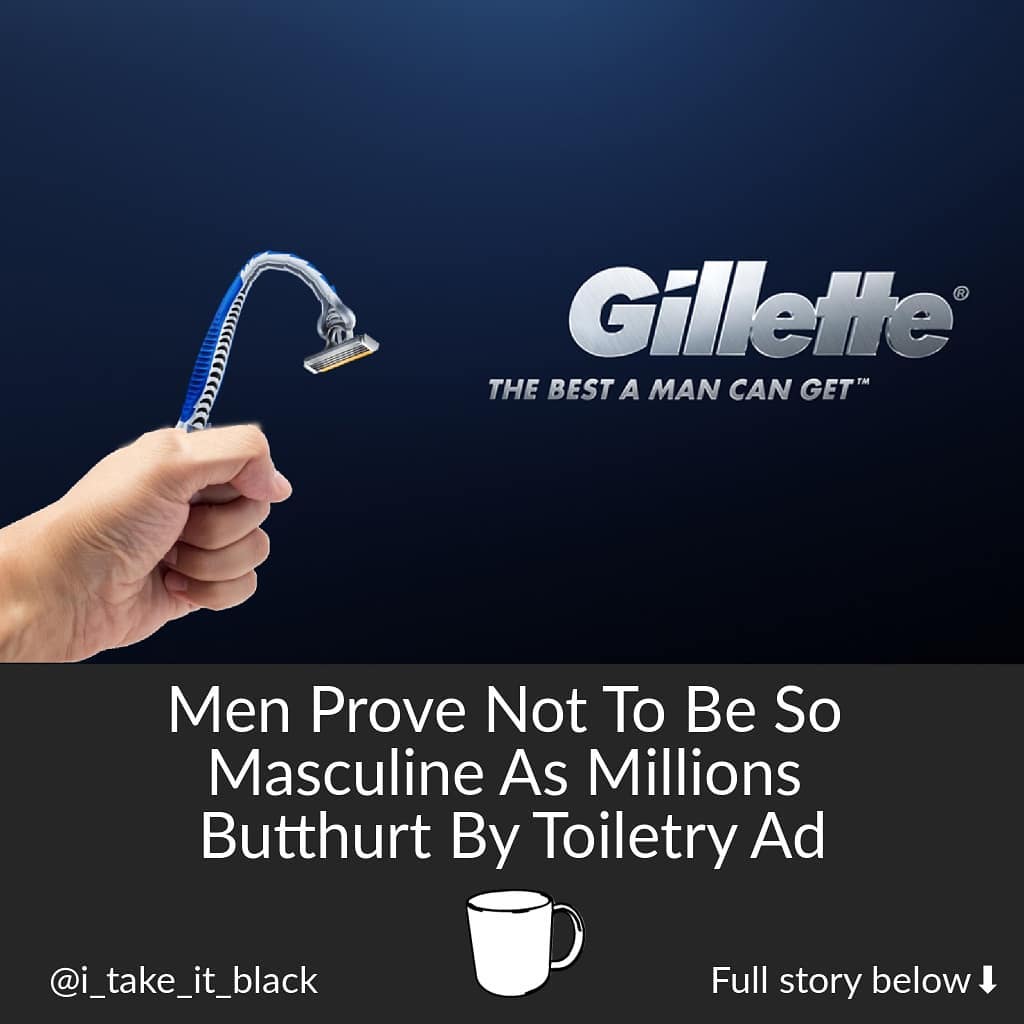 Gillette®
THE BEST A MAN CAN GET™
Men Prove Not To Be So
Masculine As Millions
Butthurt By Toiletry Ad
@i_take_it_black
Full story below⬇